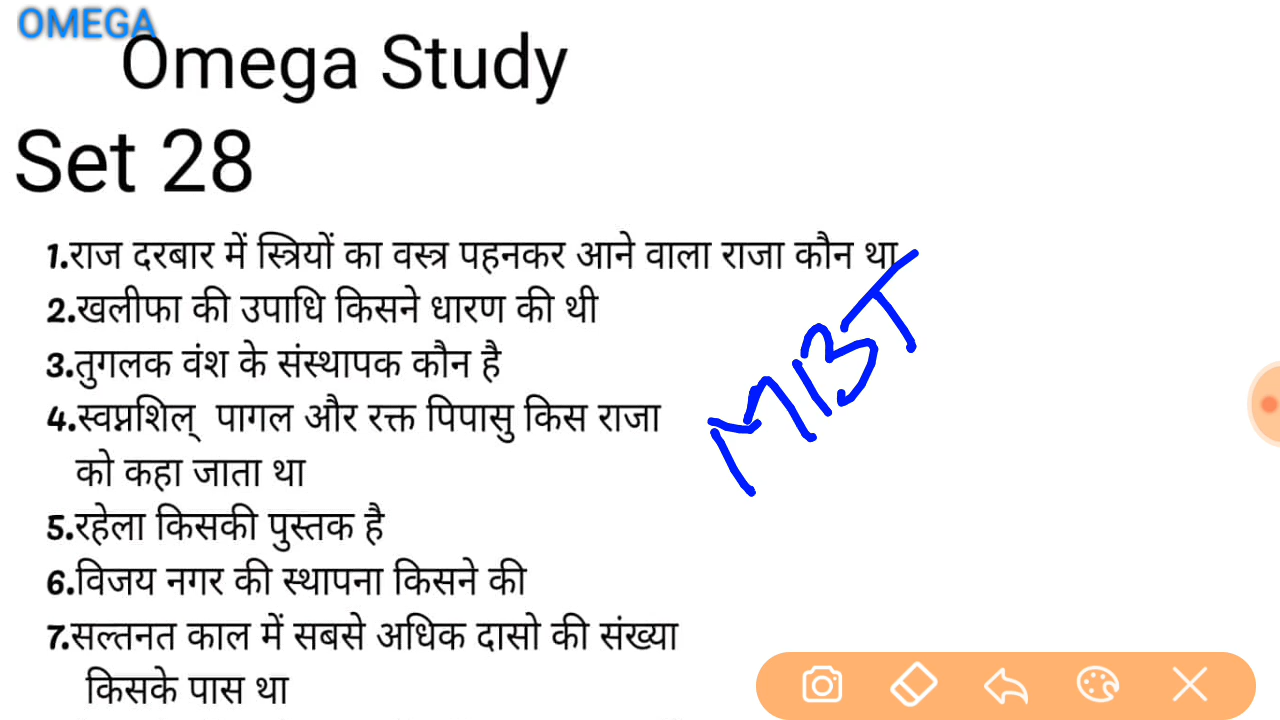 OMEGA
Omega Study
Set 28
1.राज दरबार में स्त्रियों का वस्त्र पहनकर आने वाला राजा कौन था
2.खलीफा की उपाधि किसने धारण की थी
3.तुगलक वंश के संस्थापक कौन है
4.स्वप्नशिल् पागल और रक्त पिपासु किस राजा
को कहा जाता था
MBT
5.रहेला किसकी पुस्तक है
6.विजय नगर की स्थापना किसने की
7.सल्तनत काल में सबसे अधिक दासो की संख्या
किसके पास था